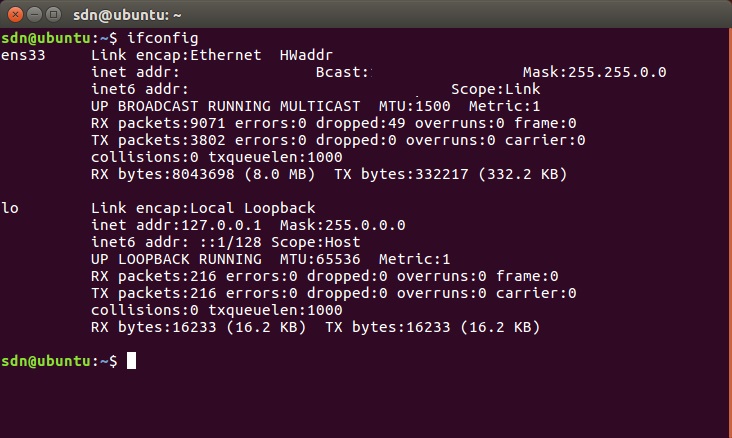 sdn@ubuntu: ~
sdn@ubuntu:~$ ifconfig
ens33     Link encap:Ethernet  HWaddr
          inet addr:               Bcast:                 Mask:255.255.0.0
          inet6 addr:                             Scope:Link
          UP BROADCAST RUNNING MULTICAST  MTU:1500  Metric:1
          RX packets:9071 errors:0 dropped:49 overruns:0 frame:0
          TX packets:3802 errors:0 dropped:0 overruns:0 carrier:0
          collisions:0 txqueuelen:1000
          RX bytes:8043698 (8.0 MB)  TX bytes:332217 (332.2 KB)

lo        Link encap:Local Loopback
          inet addr:127.0.0.1  Mask:255.0.0.0
          inet6 addr: ::1/128 Scope:Host
          UP LOOPBACK RUNNING  MTU:65536  Metric:1
          RX packets:216 errors:0 dropped:0 overruns:0 frame:0
          TX packets:216 errors:0 dropped:0 overruns:0 carrier:0
          collisions:0 txqueuelen:1000
          RX bytes:16233 (16.2 KB)  TX bytes:16233 (16.2 KB)

sdn@ubuntu:~$